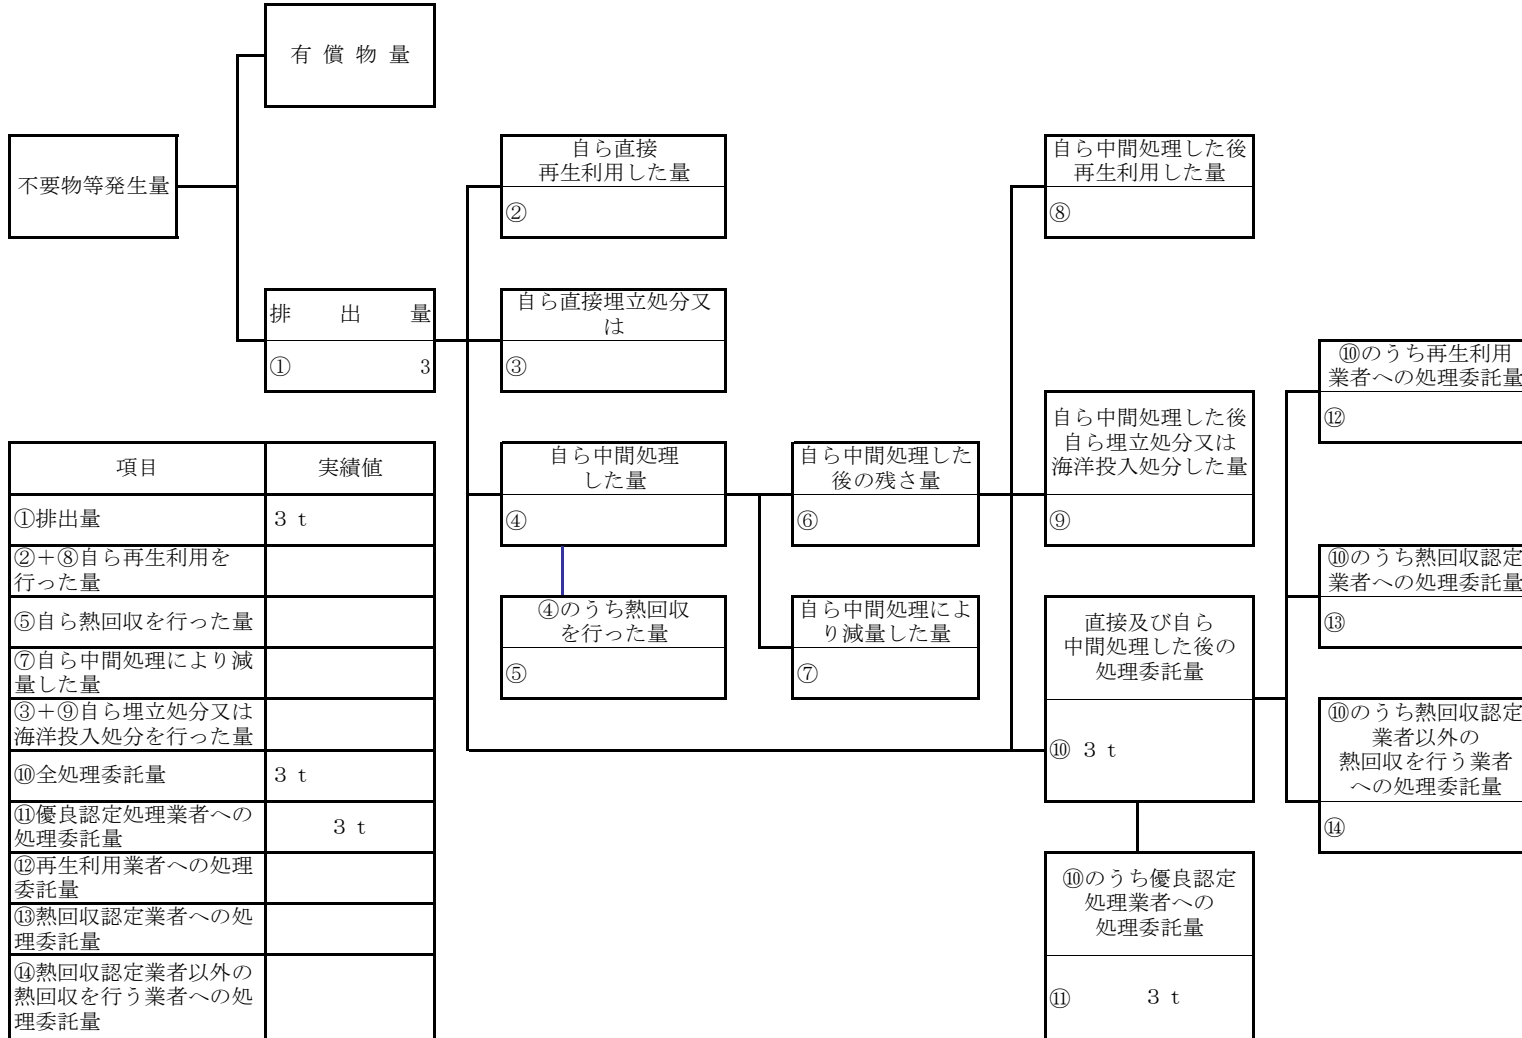 有 償 物 量
不要物等発生量
自ら直接
再生利用した量
②
自ら中間処理した後
再生利用した量
⑧
排 出 量
① 3
自ら直接埋立処分又
は
③
⑩のうち再生利用
業者への処理委託量
⑫
自ら中間処理した後
自ら埋立処分又は
海洋投入処分した量
⑨
自ら中間処理
した量
④
自ら中間処理した
後の残さ量
⑥
⑩のうち熱回収認定
業者への処理委託量
⑬
④のうち熱回収
を行った量
⑤
自ら中間処理によ
り減量した量
⑦
直接及び自ら
中間処理した後の
処理委託量
⑩ 3 t
⑩のうち熱回収認定
業者以外の
熱回収を行う業者
への処理委託量
⑭
⑩のうち優良認定
処理業者への
処理委託量
⑪ 3 t
項目 実績値
①排出量 3 t
②＋⑧自ら再生利用を
行った量
⑤自ら熱回収を行った量
⑦自ら中間処理により減
量した量
③＋⑨自ら埋立処分又は
海洋投入処分を行った量
⑩全処理委託量 3 t
⑪優良認定処理業者への
処理委託量 3 t
⑫再生利用業者への処理
委託量
⑬熱回収認定業者への処
理委託量
⑭熱回収認定業者以外の
熱回収を行う業者への処
理委託量